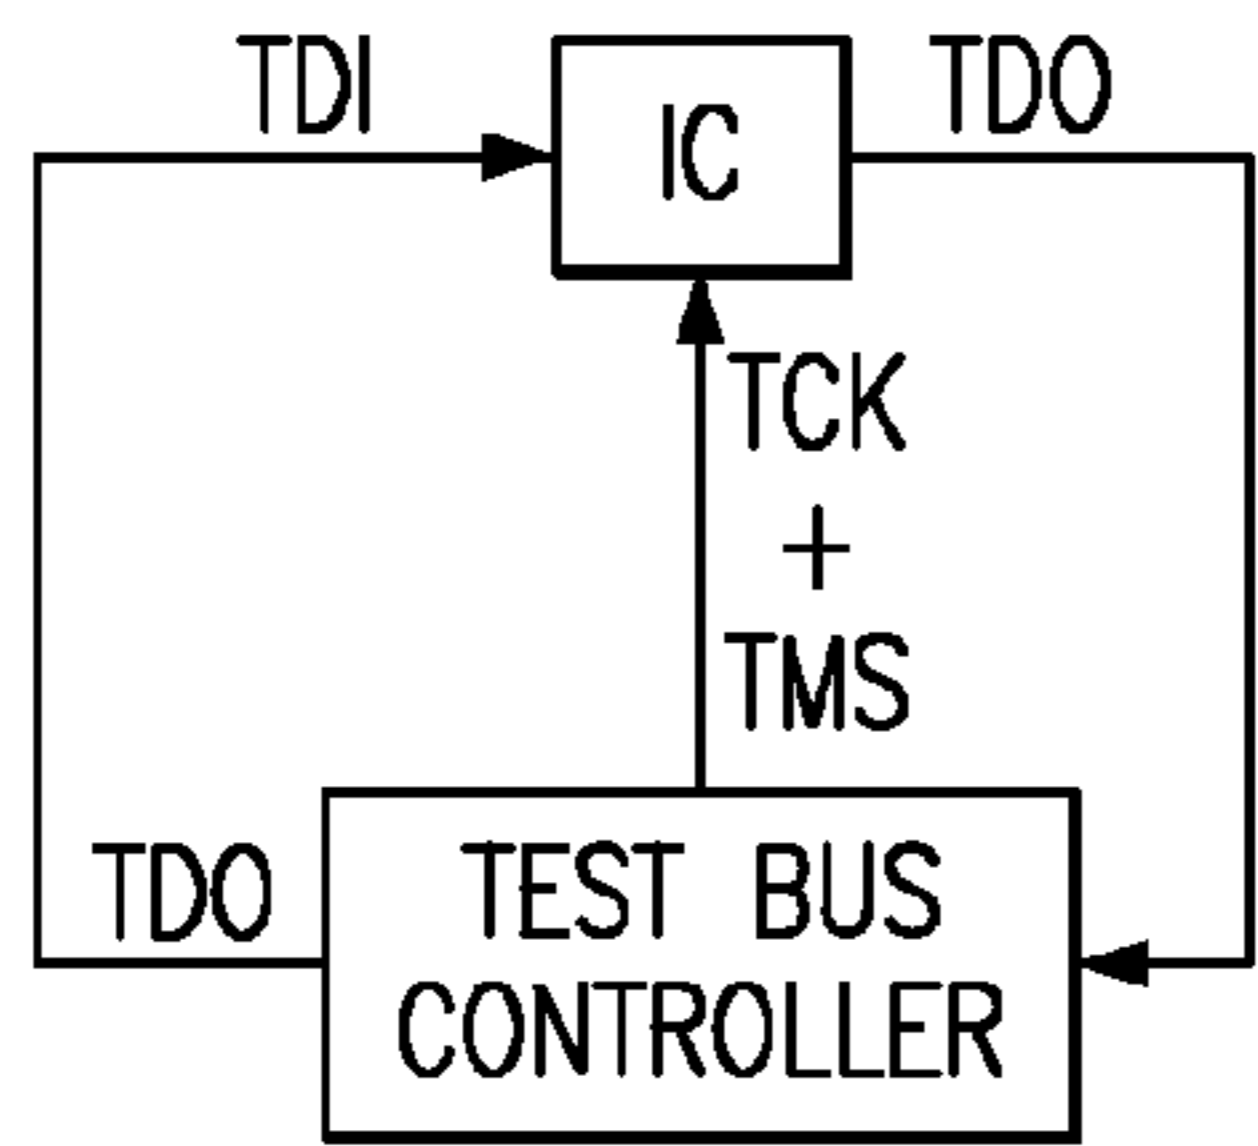 TDI
IC
TDO
TCK
+
TMS
TDO
TEST BUS
CONTROLLER